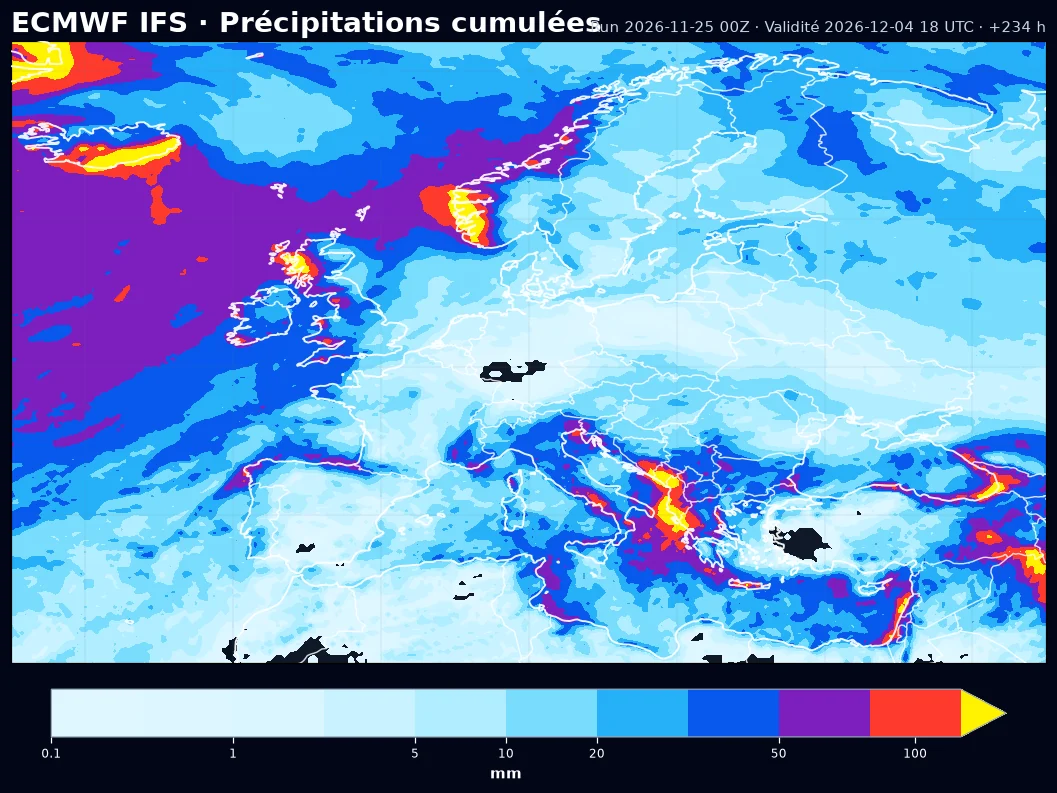 ECMWF IFS · Précipitations cumulées
Run 2026-11-25 00Z · Validité 2026-12-04 18 UTC · +234 h
0.1 1 5 10 20 50 100
mm